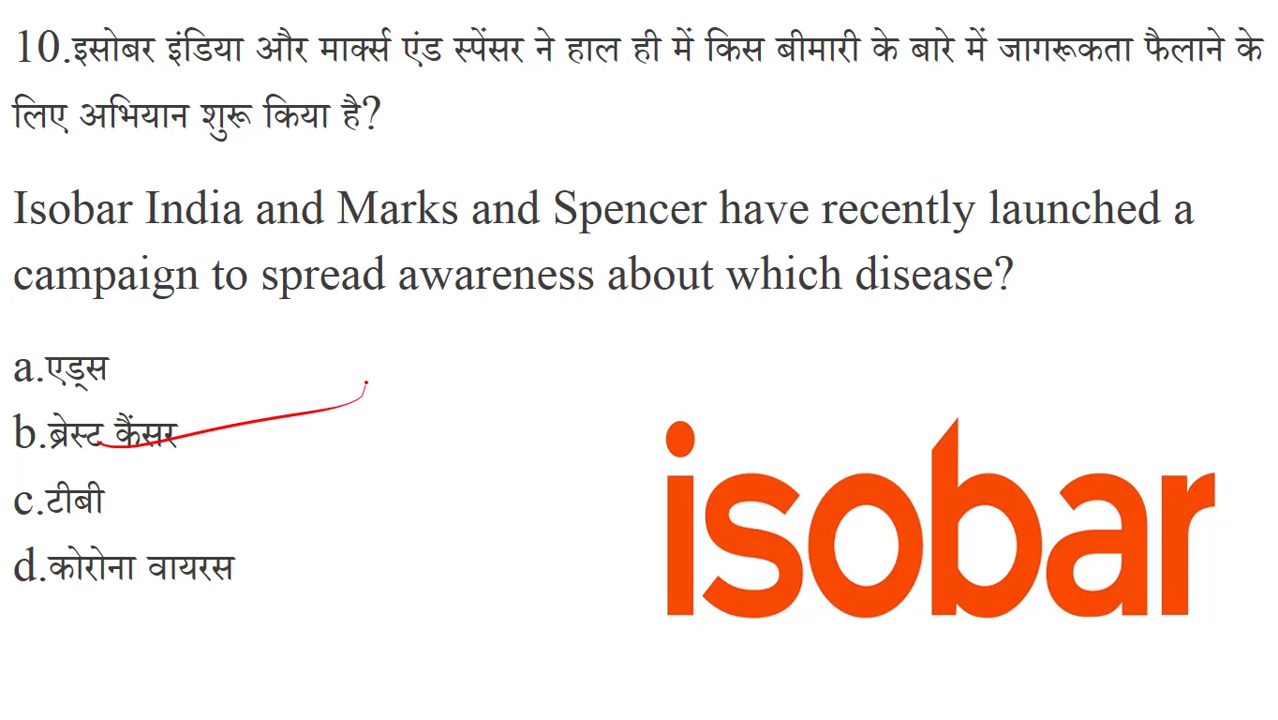 10.इसोबर इंडिया और मार्क्स एंड स्पेंसर ने हाल ही में किस बीमारी के बारे में जागरूकता फैलाने के
लिए अभियान शुरू किया है?
Isobar India and Marks and Spencer have recently launched a
campaign to spread awareness about which disease?
a.एड्स
b.ब्रेस्ट कैंसर
c.टीबी
d.कोरोना वायरस
isobar